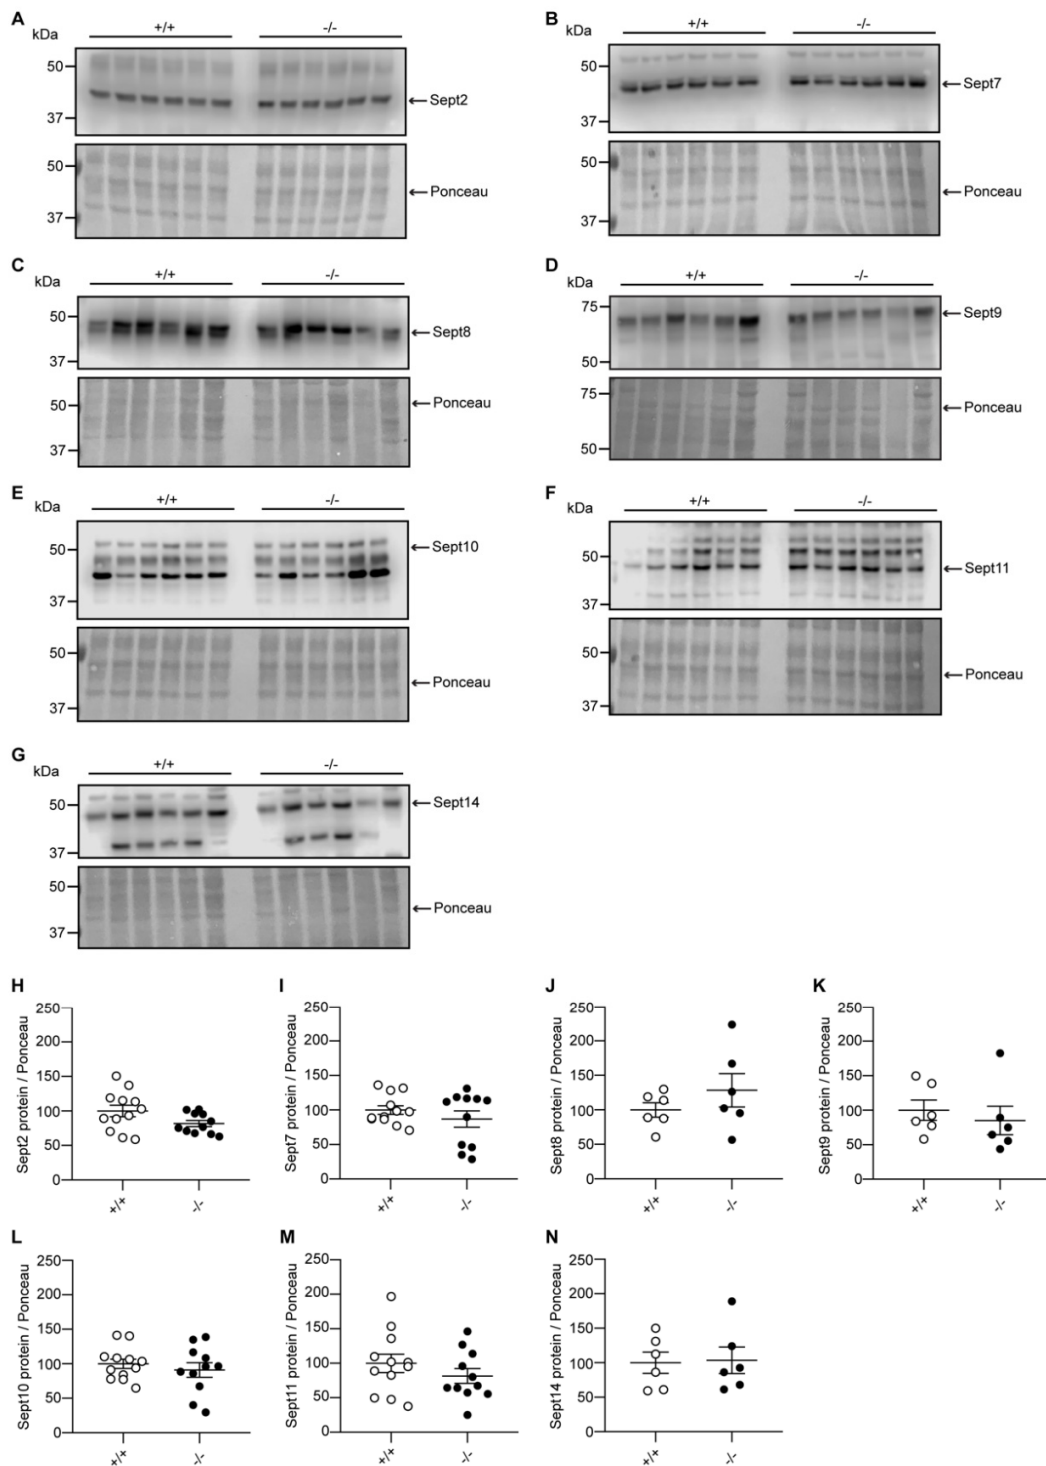 A
kDa
+/+
-/-
50
37
Sept2
50
37
Ponceau
B
kDa
+/+
-/-
50
37
Sept7
50
37
Ponceau
C
kDa
+/+
-/-
50
37
Sept8
50
37
Ponceau
D
kDa
+/+
-/-
75
50
Sept9
75
50
Ponceau
E
kDa
+/+
-/-
50
37
Sept10
50
37
Ponceau
F
kDa
+/+
-/-
50
37
Sept11
50
37
Ponceau
G
kDa
+/+
-/-
50
37
Sept14
50
37
Ponceau
H
Sept2 protein / Ponceau
250
200
150
100
50
0
+/+
-/-
I
Sept7 protein / Ponceau
250
200
150
100
50
0
+/+
-/-
J
Sept8 protein / Ponceau
250
200
150
100
50
0
+/+
-/-
K
Sept9 protein / Ponceau
250
200
150
100
50
0
+/+
-/-
L
Sept10 protein / Ponceau
250
200
150
100
50
0
+/+
-/-
M
Sept11 protein / Ponceau
250
200
150
100
50
0
+/+
-/-
N
Sept14 protein / Ponceau
250
200
150
100
50
0
+/+
-/-